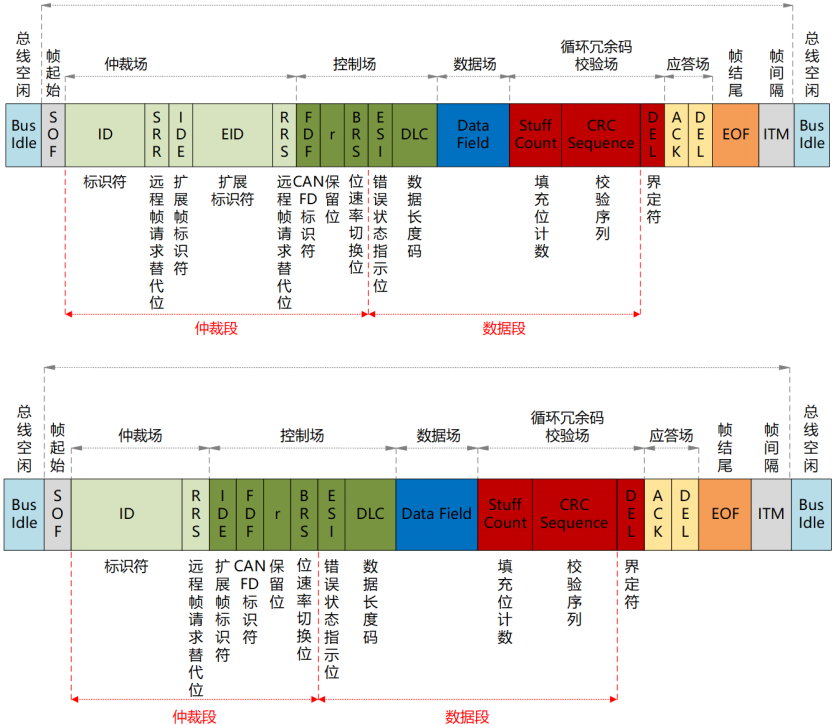 总线空闲
帧起始
仲裁场
控制场
数据场
循环冗余码
校验场
应答场
帧结尾
帧间隔
总线空闲
Bus Idle
SOF
ID
SRR
IDE
EID
RRS
FDF
r
BRS
ESI
DLC
Data Field
Stuff Count
CRC Sequence
DEL
ACK
DEL
EOF
ITM
Bus Idle
标识符
远程帧请求替代位
扩展帧标识符
扩展
标识符
远程帧请求替代位
CAN FD标识符
保留位
位速率切换位
错误状态指示位
数据长度码
填充位计数
校验序列
界定符
仲裁段
数据段
总线空闲
帧起始
仲裁场
控制场
数据场
循环冗余码
校验场
应答场
帧结尾
帧间隔
总线空闲
Bus Idle
SOF
ID
RRS
IDE
FDF
r
BRS
ESI
DLC
Data Field
Stuff Count
CRC Sequence
DEL
ACK
DEL
EOF
ITM
Bus Idle
标识符
远程帧请求替代位
扩展帧标识符
CAN FD标识符
保留位
位速率切换位
错误状态指示位
数据长度码
填充位计数
校验序列
界定符
仲裁段
数据段